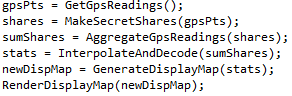 gpsPts = GetGpsReadings();
shares = MakeSecretShares(gpsPts);
sumShares = AggregateGpsReadings(shares);
stats = InterpolateAndDecode(sumShares);
newDispMap = GenerateDisplayMap(stats);
RenderDisplayMap(newDispMap);